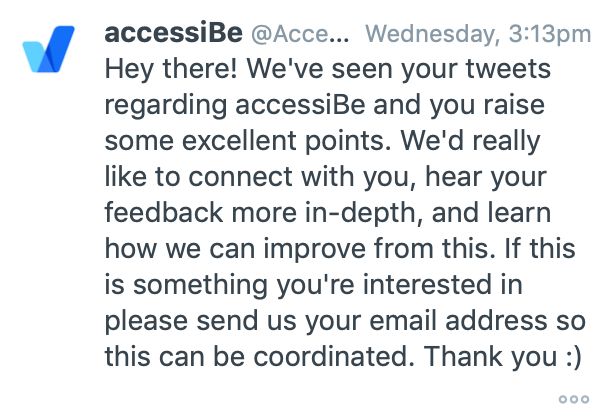 accessiBe @Acce... Wednesday, 3:13pm
Hey there! We've seen your tweets
regarding accessiBe and you raise
some excellent points. We'd really
like to connect with you, hear your
feedback more in-depth, and learn
how we can improve from this. If this
is something you're interested in
please send us your email address so
this can be coordinated. Thank you :)